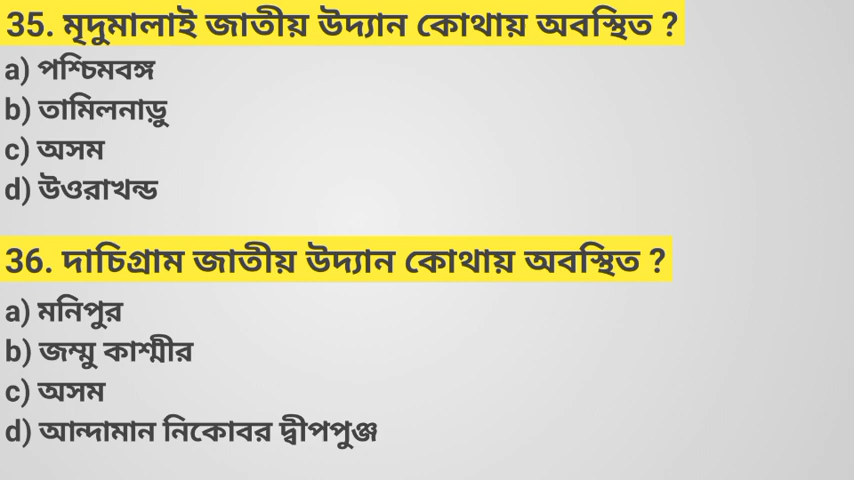 35. মৃদুমালাই জাতীয় উদ্যান কোথায় অবস্থিত ?
a) পশ্চিমবঙ্গ
b) তামিলনাড়ু
c) অসম
d) উওরাখন্ড
36. দাচিগ্রাম জাতীয় উদ্যান কোথায় অবস্থিত ?
a) মনিপুর
b) জম্মু কাশ্মীর
c) অসম
d) আন্দামান নিকোবর দ্বীপপুঞ্জ